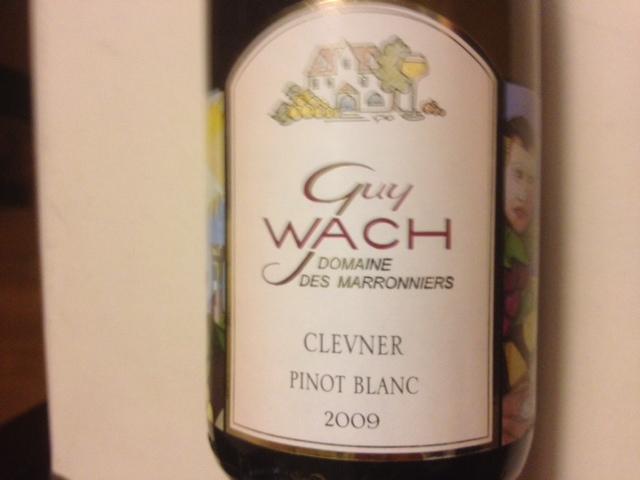 Guy
WACH
DOMAINE
DES MARRONNIERS
CLEVNER
PINOT BLANC
2009